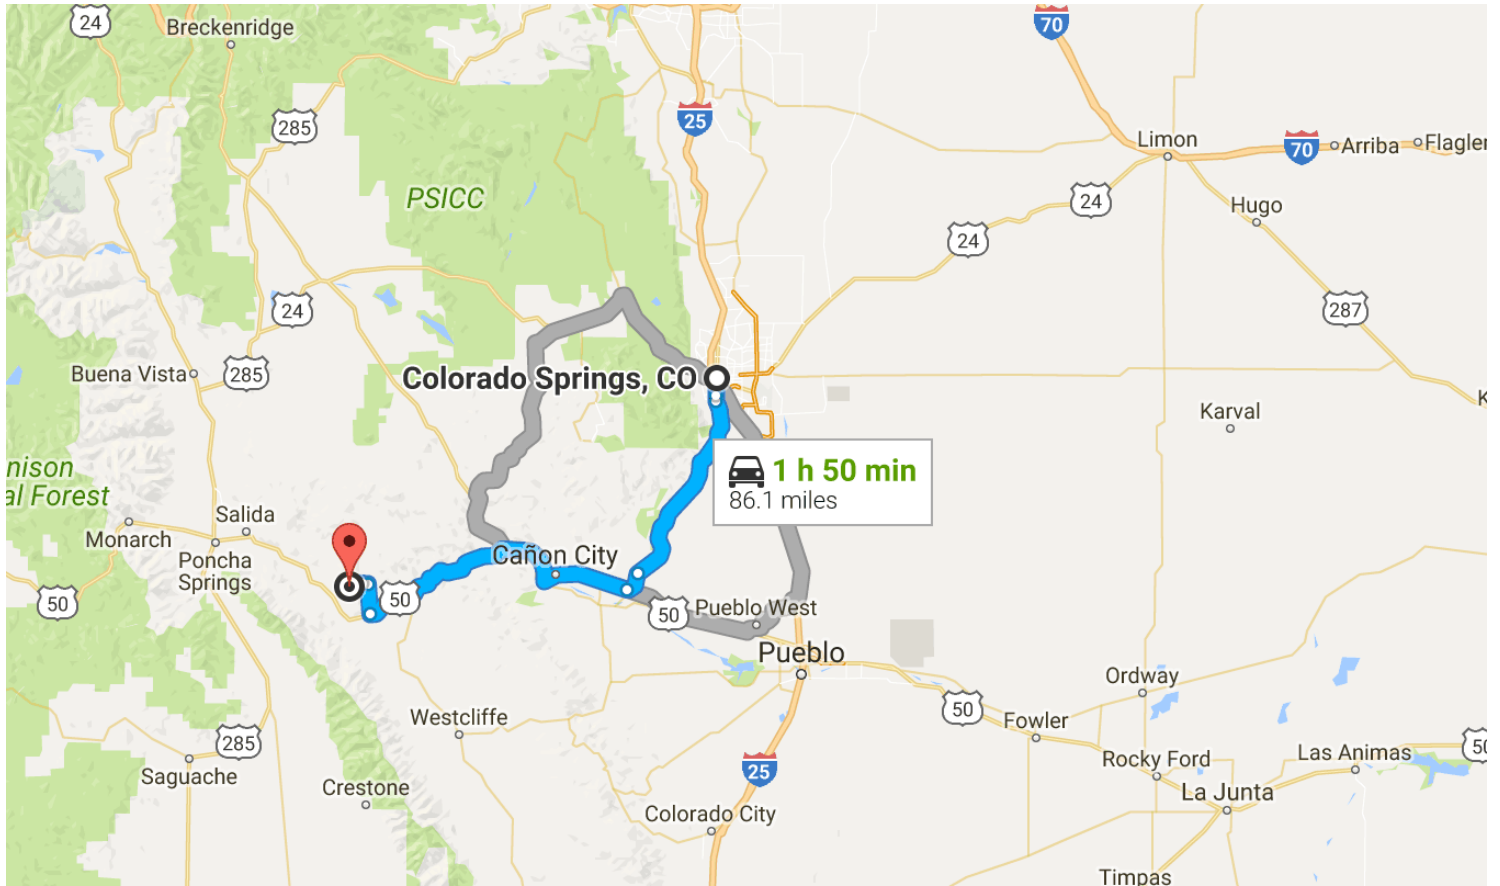 24
Breckenridge
70
25
285
Limon
70
Arriba
Flagler
PSICC
24
Hugo
24
24
287
285
Buena Vista
Colorado Springs, CO
Karval
1 h 50 min
86.1 miles
nison
al Forest
Salida
Monarch
Poncha
Springs
Cañon City
50
50
50
Pueblo West
Pueblo
Ordway
Westcliffe
50
Fowler
285
50
Saguache
Rocky Ford
Las Animas
25
Crestone
La Junta
Colorado City
Timpas